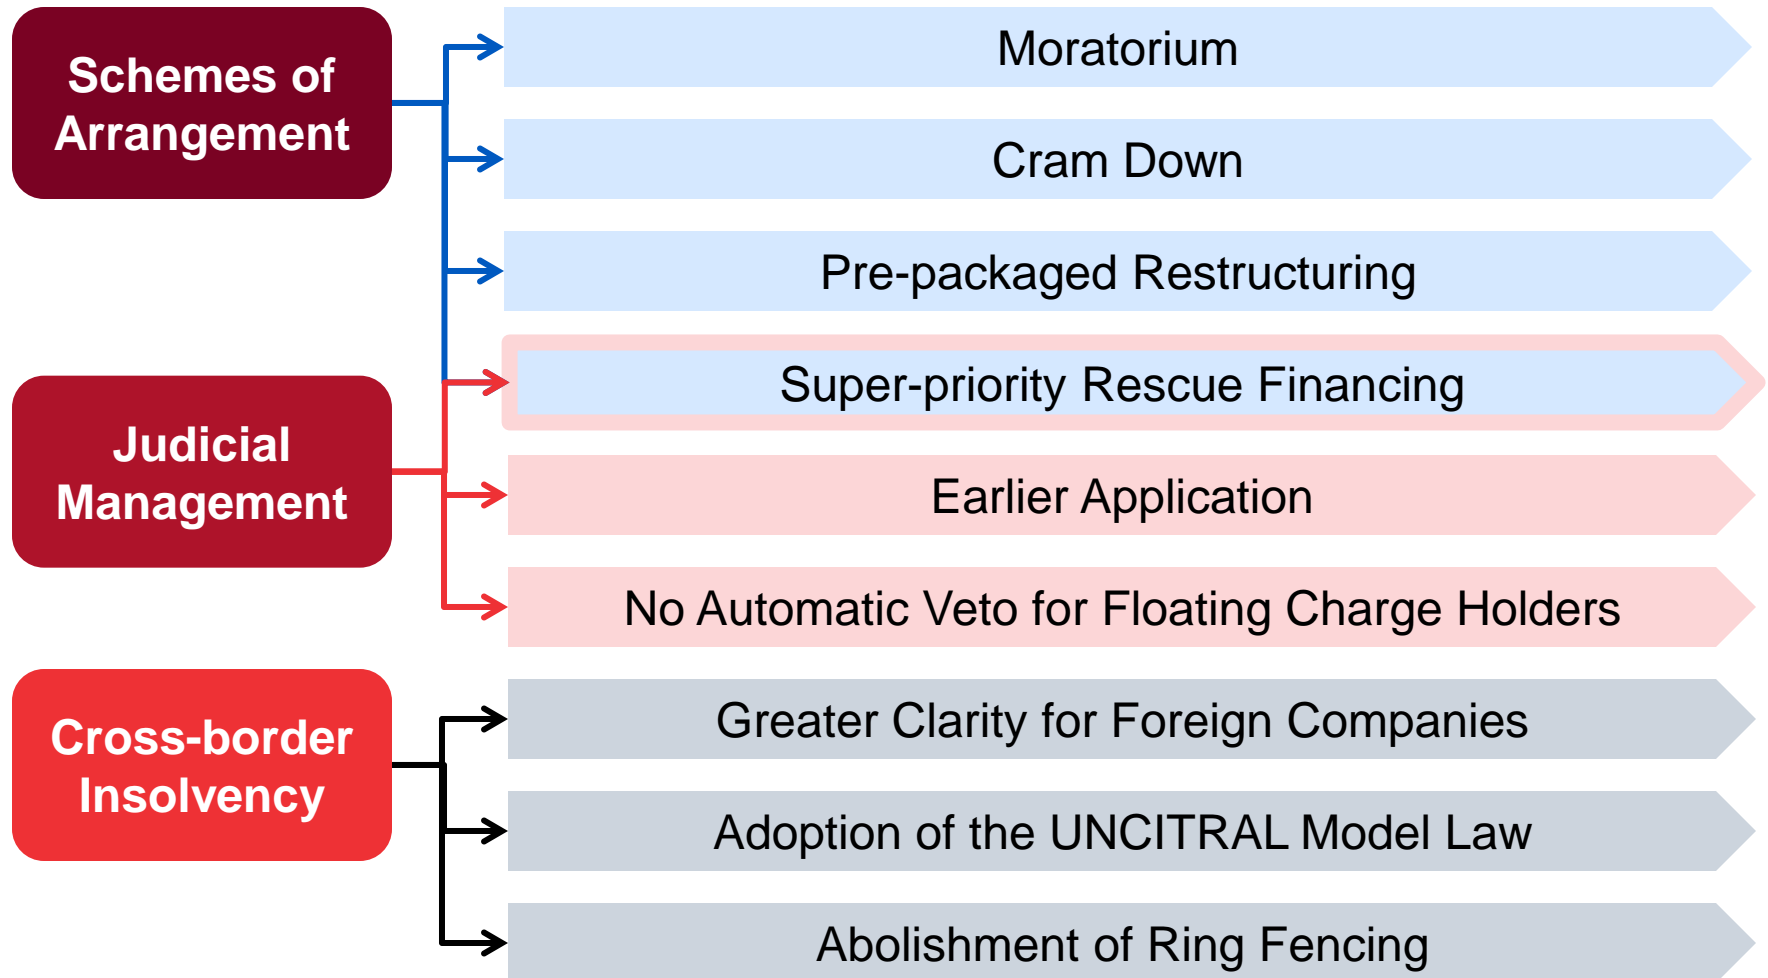 Schemes of
Arrangement
Moratorium
Cram Down
Pre-packaged Restructuring
Super-priority Rescue Financing
Judicial
Management
Earlier Application
No Automatic Veto for Floating Charge Holders
Cross-border
Insolvency
Greater Clarity for Foreign Companies
Adoption of the UNCITRAL Model Law
Abolishment of Ring Fencing